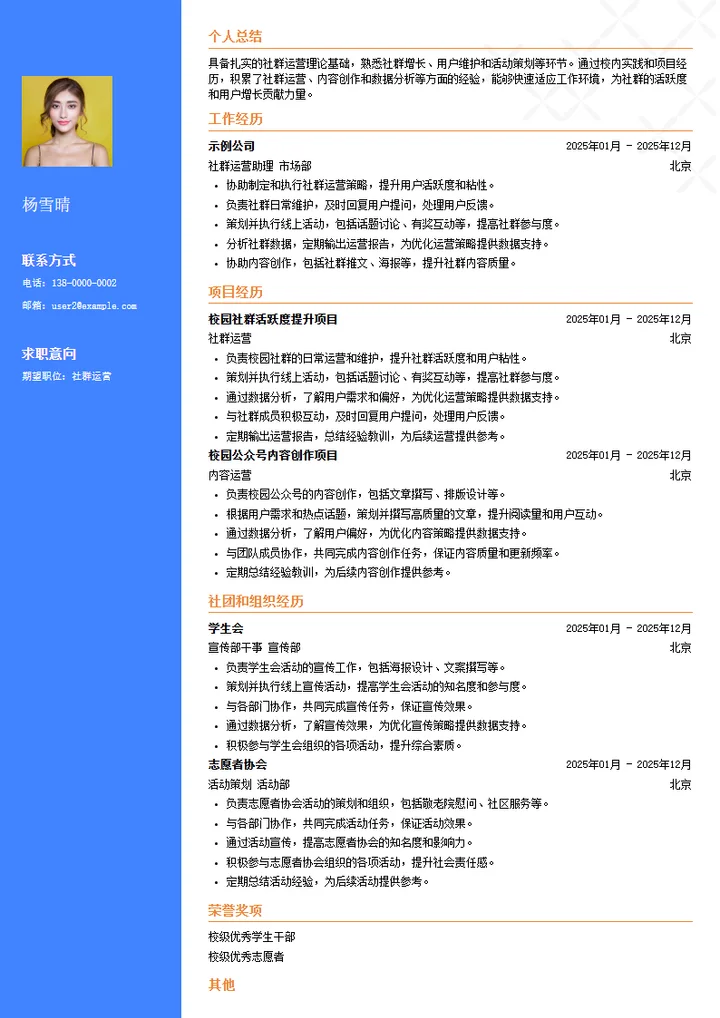 杨雪晴
联系方式
电话：138-0000-0002
邮箱：user2@example.com
求职意向
期望职位：社群运营
个人总结
具备扎实的社群运营理论基础，熟悉社群增长、用户维护和活动策划等环节。通过校内实践和项目经
历，积累了社群运营、内容创作和数据分析等方面的经验，能够快速适应工作环境，为社群的活跃度
和用户增长贡献力量。
工作经历
示例公司 2025年01月 - 2025年12月
社群运营助理 市场部 北京
• 协助制定和执行社群运营策略，提升用户活跃度和粘性。
• 负责社群日常维护，及时回复用户提问，处理用户反馈。
• 策划并执行线上活动，包括话题讨论、有奖互动等，提高社群参与度。
• 分析社群数据，定期输出运营报告，为优化运营策略提供数据支持。
• 协助内容创作，包括社群推文、海报等，提升社群内容质量。
项目经历
校园社群活跃度提升项目 2025年01月 - 2025年12月
社群运营 北京
• 负责校园社群的日常运营和维护，提升社群活跃度和用户粘性。
• 策划并执行线上活动，包括话题讨论、有奖互动等，提高社群参与度。
• 通过数据分析，了解用户需求和偏好，为优化运营策略提供数据支持。
• 与社群成员积极互动，及时回复用户提问，处理用户反馈。
• 定期输出运营报告，总结经验教训，为后续运营提供参考。
校园公众号内容创作项目 2025年01月 - 2025年12月
内容运营 北京
• 负责校园公众号的内容创作，包括文章撰写、排版设计等。
• 根据用户需求和热点话题，策划并撰写高质量的文章，提升阅读量和用户互动。
• 通过数据分析，了解用户偏好，为优化内容策略提供数据支持。
• 与团队成员协作，共同完成内容创作任务，保证内容质量和更新频率。
• 定期总结经验教训，为后续内容创作提供参考。
社团和组织经历
学生会 2025年01月 - 2025年12月
宣传部干事 宣传部 北京
• 负责学生会活动的宣传工作，包括海报设计、文案撰写等。
• 策划并执行线上宣传活动，提高学生会活动的知名度和参与度。
• 与各部门协作，共同完成宣传任务，保证宣传效果。
• 通过数据分析，了解宣传效果，为优化宣传策略提供数据支持。
• 积极参与学生会组织的各项活动，提升综合素质。
志愿者协会 2025年01月 - 2025年12月
活动策划 活动部 北京
• 负责志愿者协会活动的策划和组织，包括敬老院慰问、社区服务等。
• 与各部门协作，共同完成活动任务，保证活动效果。
• 通过活动宣传，提高志愿者协会的知名度和影响力。
• 积极参与志愿者协会组织的各项活动，提升社会责任感。
• 定期总结活动经验，为后续活动提供参考。
荣誉奖项
校级优秀学生干部
校级优秀志愿者
其他